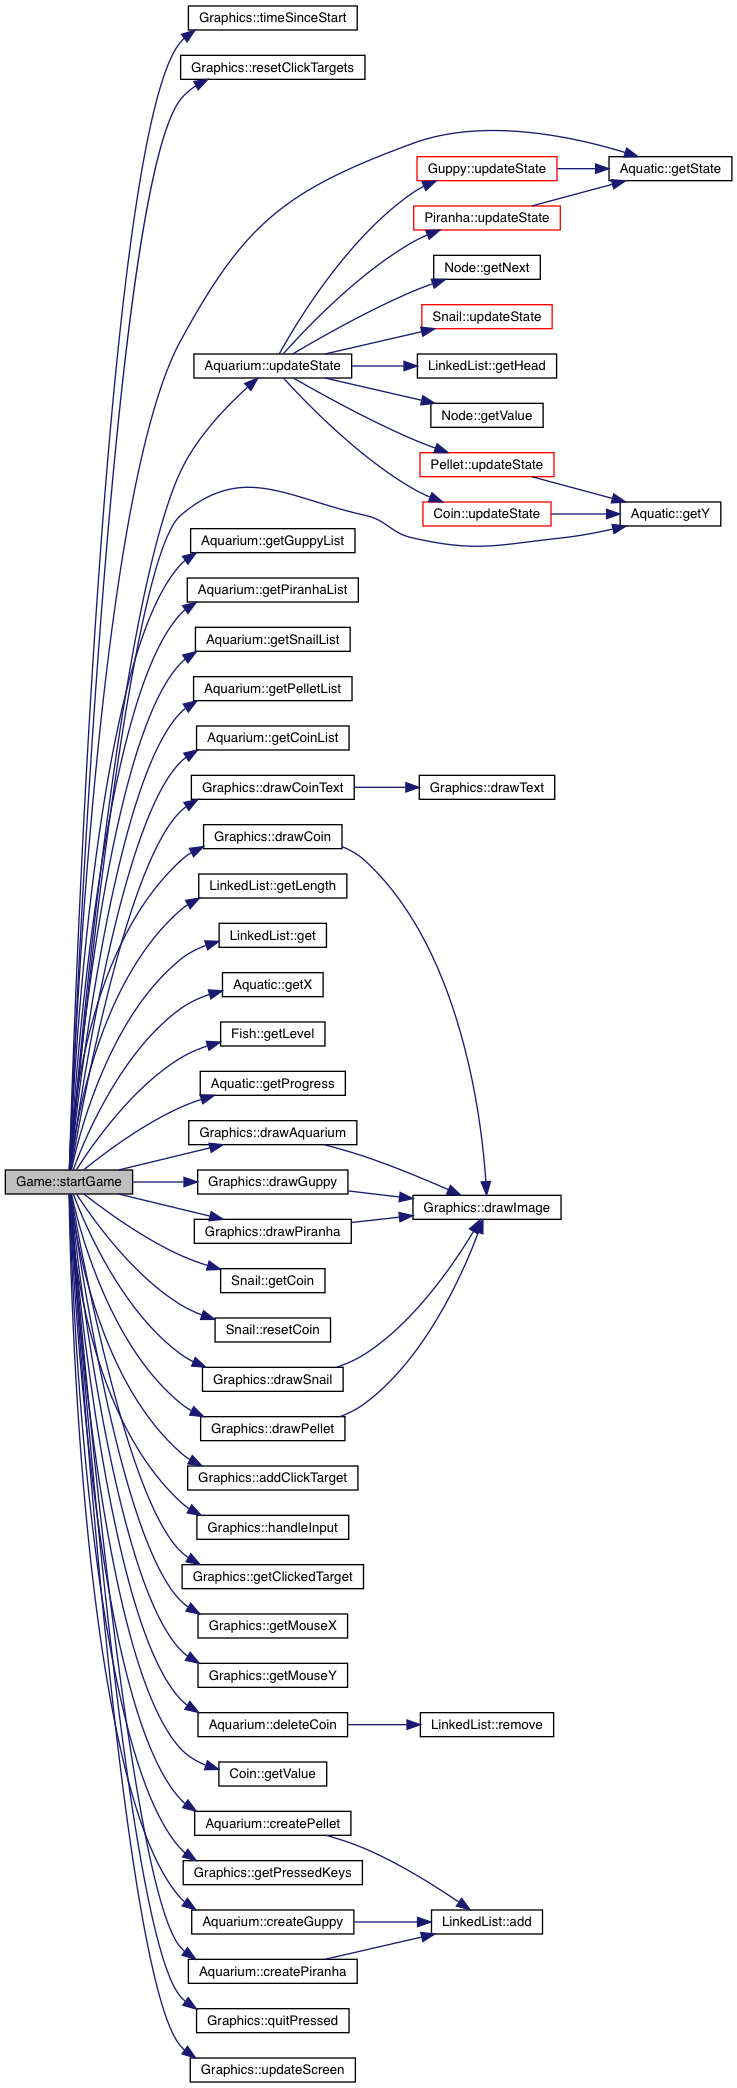 Graphics::timeSinceStart
Graphics::resetClickTargets
Guppy::updateState
Aquatic::getState
Piranha::updateState
Node::getNext
Snail::updateState
Aquarium::updateState
LinkedList::getHead
Node::getValue
Pellet::updateState
Coin::updateState
Aquatic::getY
Aquarium::getGuppyList
Aquarium::getPiranhaList
Aquarium::getSnailList
Aquarium::getPelletList
Aquarium::getCoinList
Graphics::drawCoinText
Graphics::drawText
Graphics::drawCoin
LinkedList::getLength
LinkedList::get
Aquatic::getX
Fish::getLevel
Aquatic::getProgress
Graphics::drawAquarium
Game::startGame
Graphics::drawGuppy
Graphics::drawImage
Graphics::drawPiranha
Snail::getCoin
Snail::resetCoin
Graphics::drawSnail
Graphics::drawPellet
Graphics::addClickTarget
Graphics::handleInput
Graphics::getClickedTarget
Graphics::getMouseX
Graphics::getMouseY
Aquarium::deleteCoin
LinkedList::remove
Coin::getValue
Aquarium::createPellet
Graphics::getPressedKeys
Aquarium::createGuppy
LinkedList::add
Aquarium::createPiranha
Graphics::quitPressed
Graphics::updateScreen